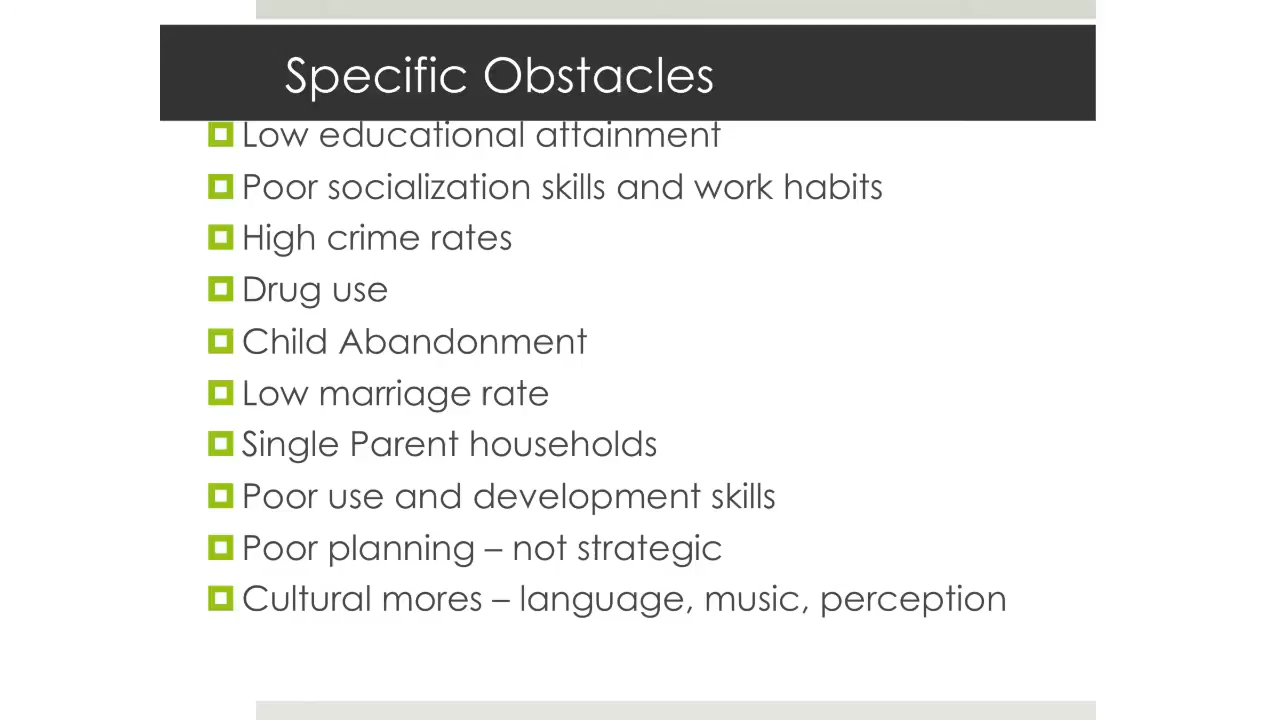 Specific Obstacles
Low educational attainment
Poor socialization skills and work habits
High crime rates
Drug use
Child Abandonment
Low marriage rate
Single Parent households
Poor use and development skills
Poor planning – not strategic
Cultural mores – language, music, perception